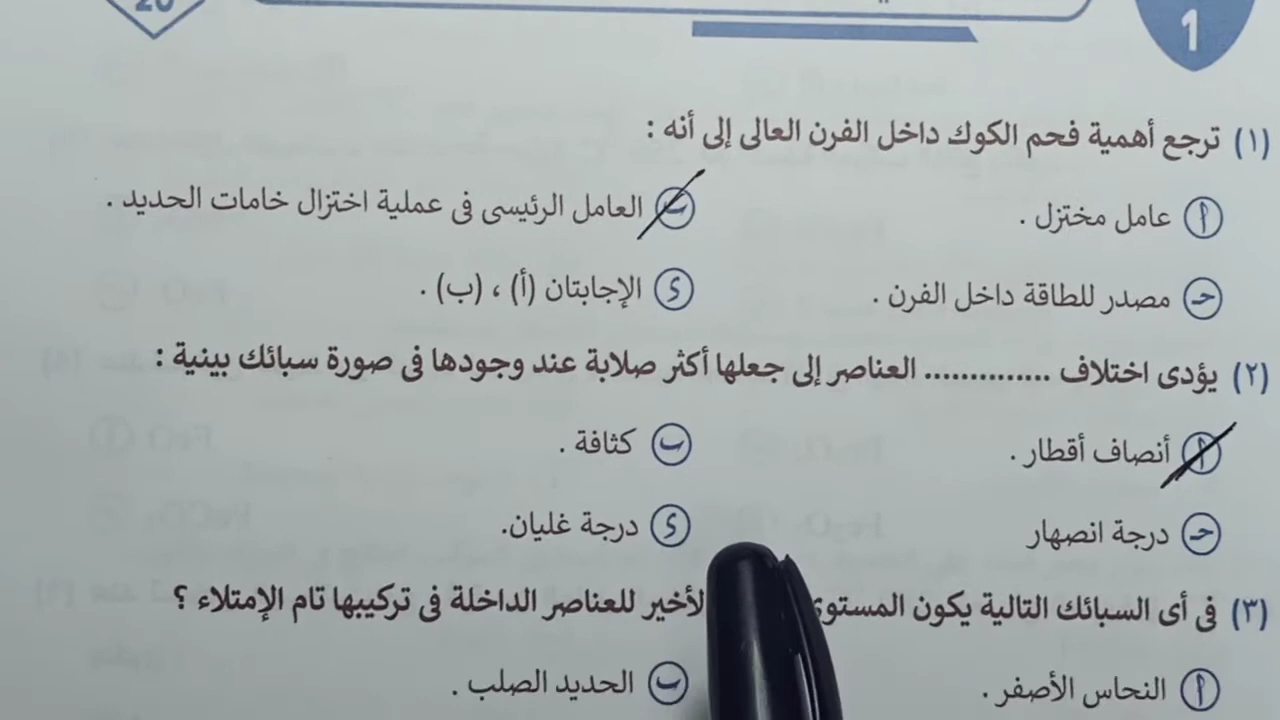 1
(١) ترجع أهمية فحم الكوك داخل الفرن العالى إلى أنه :
أ عامل مختزل .
ب العامل الرئيسى فى عملية اختزال خامات الحديد .
جـ مصدر للطاقة داخل الفرن .
د الإجابتان (أ) ، (ب) .
(٢) يؤدى اختلاف .............. العناصر إلى جعلها أكثر صلابة عند وجودها فى صورة سبائك بينية :
أ أنصاف أقطار .
ب كثافة .
جـ درجة انصهار
د درجة غليان.
(٣) فى أى السبائك التالية يكون المستوى لأخير للعناصر الداخلة فى تركيبها تام الإمتلاء ؟
أ النحاس الأصفر .
ب الحديد الصلب .